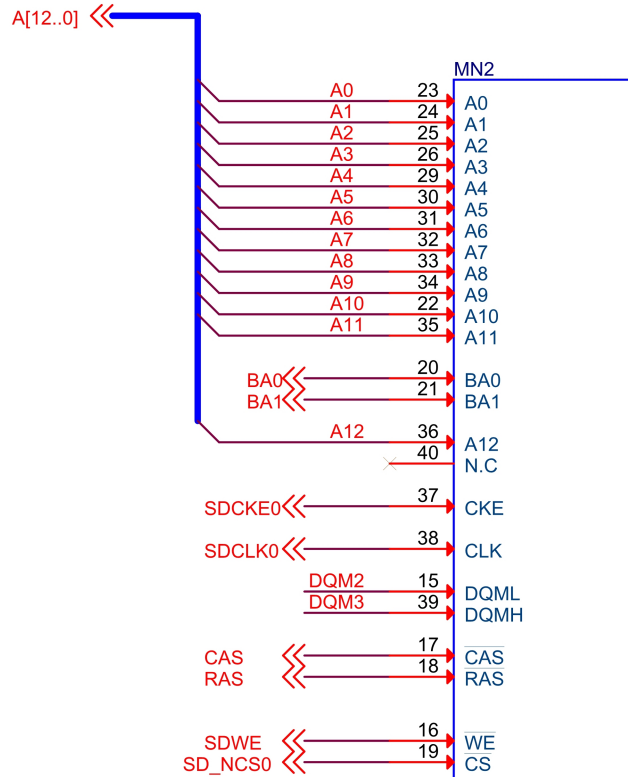 A[12..0]
MN2
A0 23 A0
A1 24 A1
A2 25 A2
A3 26 A3
A4 29 A4
A5 30 A5
A6 31 A6
A7 32 A7
A8 33 A8
A9 34 A9
A10 22 A10
A11 35 A11
BA0 20 BA0
BA1 21 BA1
A12 36 A12
40 N.C
SDCKE0 37 CKE
SDCLK0 38 CLK
DQM2 15 DQML
DQM3 39 DQMH
CAS 17 CAS
RAS 18 RAS
SDWE 16 WE
SD_NCS0 19 CS